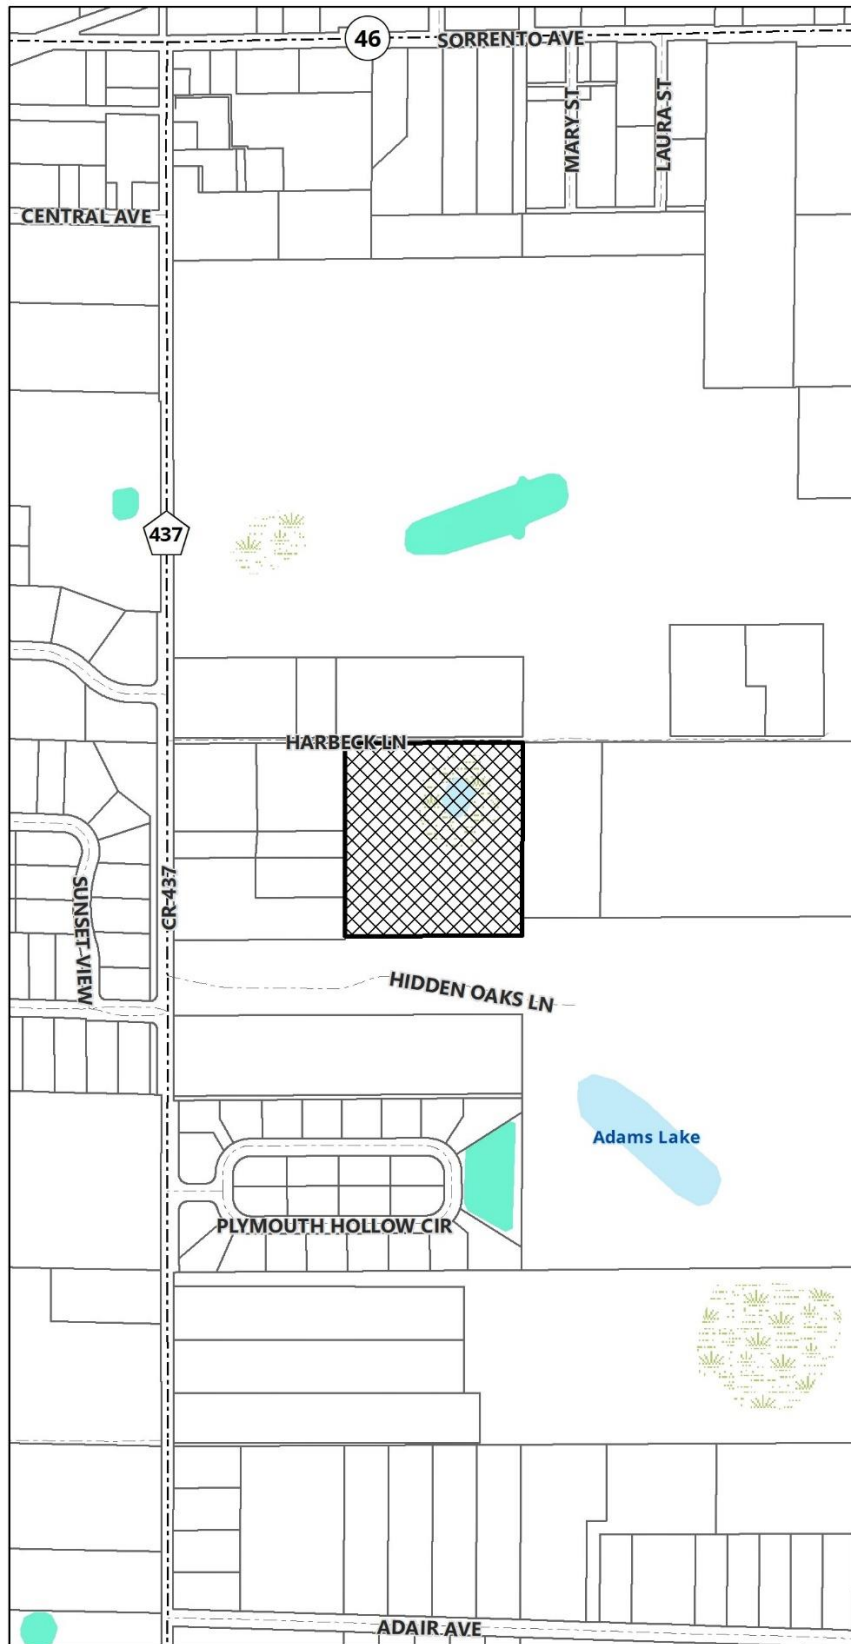 46
SORRENTO AVE
MARY ST
LAURA ST
CENTRAL AVE
437
HARBECK LN
SUNSET VIEW
CR 437
HIDDEN OAKS LN
Adams Lake
PLYMOUTH HOLLOW CIR
ADAIR AVE